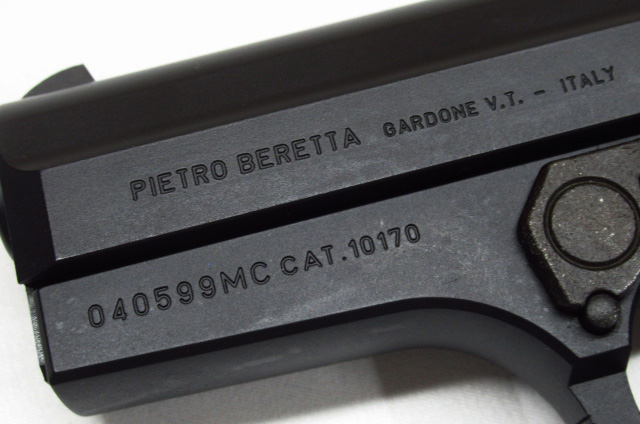 PIETRO BERETTA GARDONE V.T. - ITALY
040599MC CAT.10170